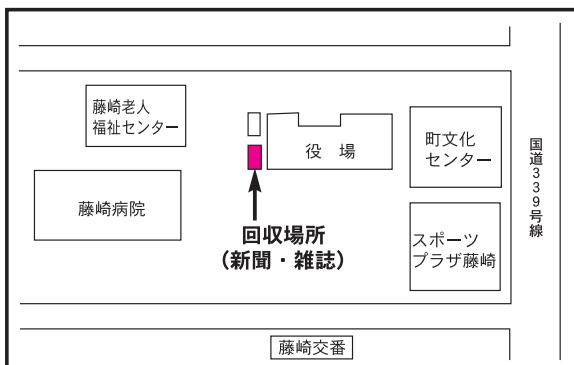 藤崎老人
福祉センター
役　場
町文化
センター
国道339号線
藤崎病院
回収場所
（新聞・雑誌）
スポーツ
プラザ藤崎
藤崎交番